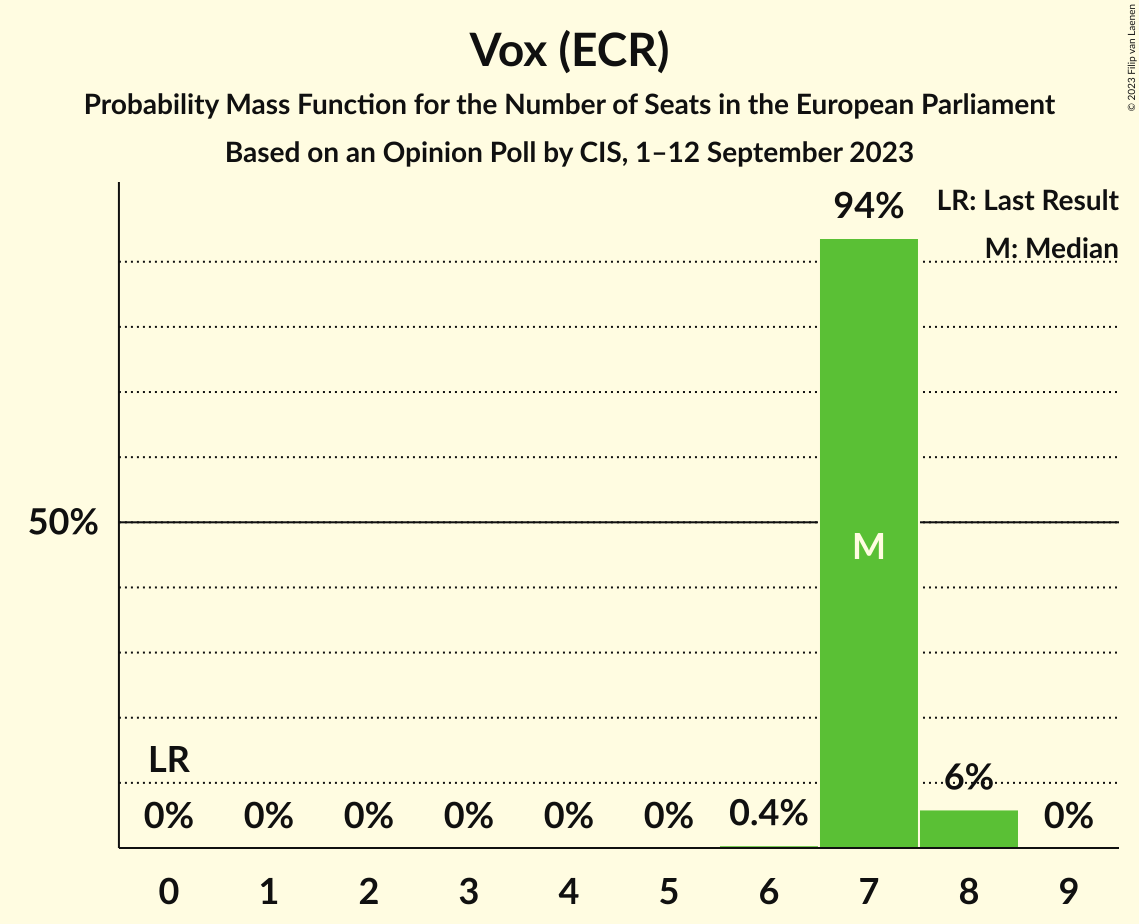 Vox (ECR)
Probability Mass Function for the Number of Seats in the European Parliament
Based on an Opinion Poll by CIS, 1–12 September 2023
© 2023 Filip van Laenen
94%
LR: Last Result
M: Median
50%
M
LR
0%
0%
0%
0%
0%
0%
0.4%
6%
0%
0
1
2
3
4
5
6
7
8
9